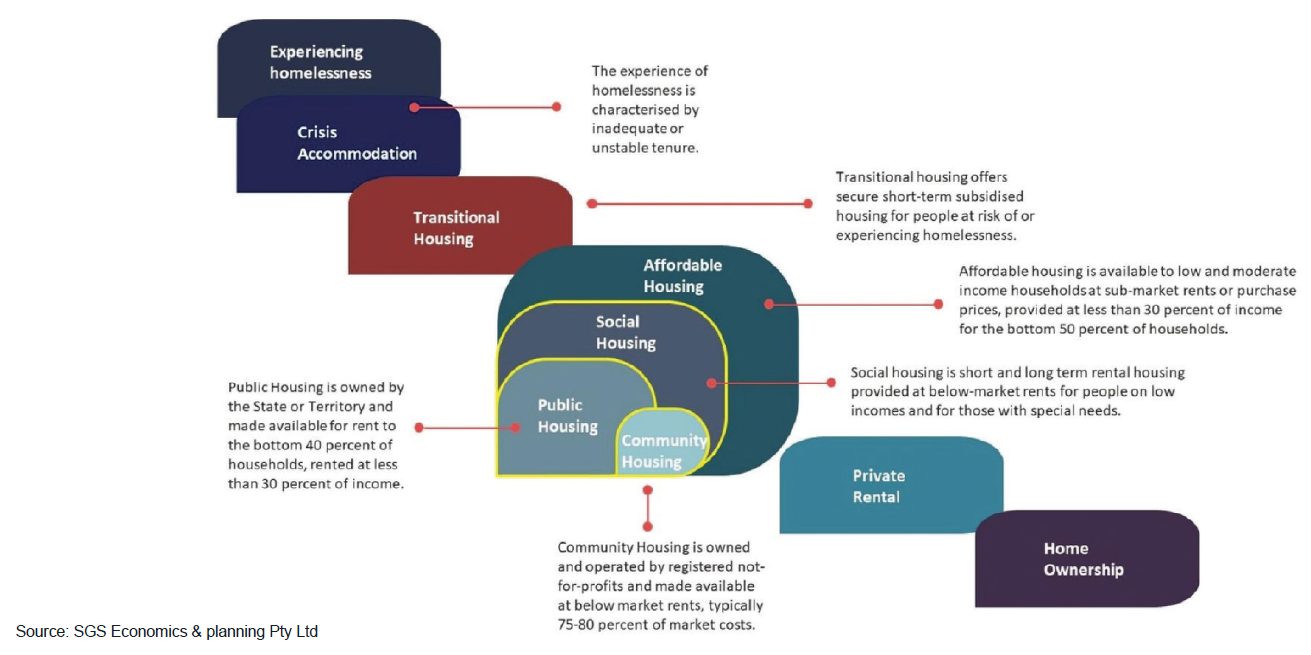 Experiencing
homelessness
The experience of
homelessness is
characterised by
inadequate or
unstable tenure.
Crisis
Accommodation
Transitional housing offers
secure short-term subsidised
housing for people at risk of or
experiencing homelessness.
Transitional
Housing
Affordable
Housing
Affordable housing is available to low and moderate
income households at sub-market rents or purchase
prices, provided at less than 30 percent of income
for the bottom 50 percent of households.
Social
Housing
Social housing is short and long term rental housing
provided at below-market rents for people on low
incomes and for those with special needs.
Public Housing is owned by
the State or Territory and
made available for rent to
the bottom 40 percent of
households, rented at less
than 30 percent of income.
Public
Housing
Community
Housing
Private
Rental
Community Housing is owned
and operated by registered not-
for-profits and made available
at below market rents, typically
75-80 percent of market costs.
Home
Ownership
Source: SGS Economics & planning Pty Ltd